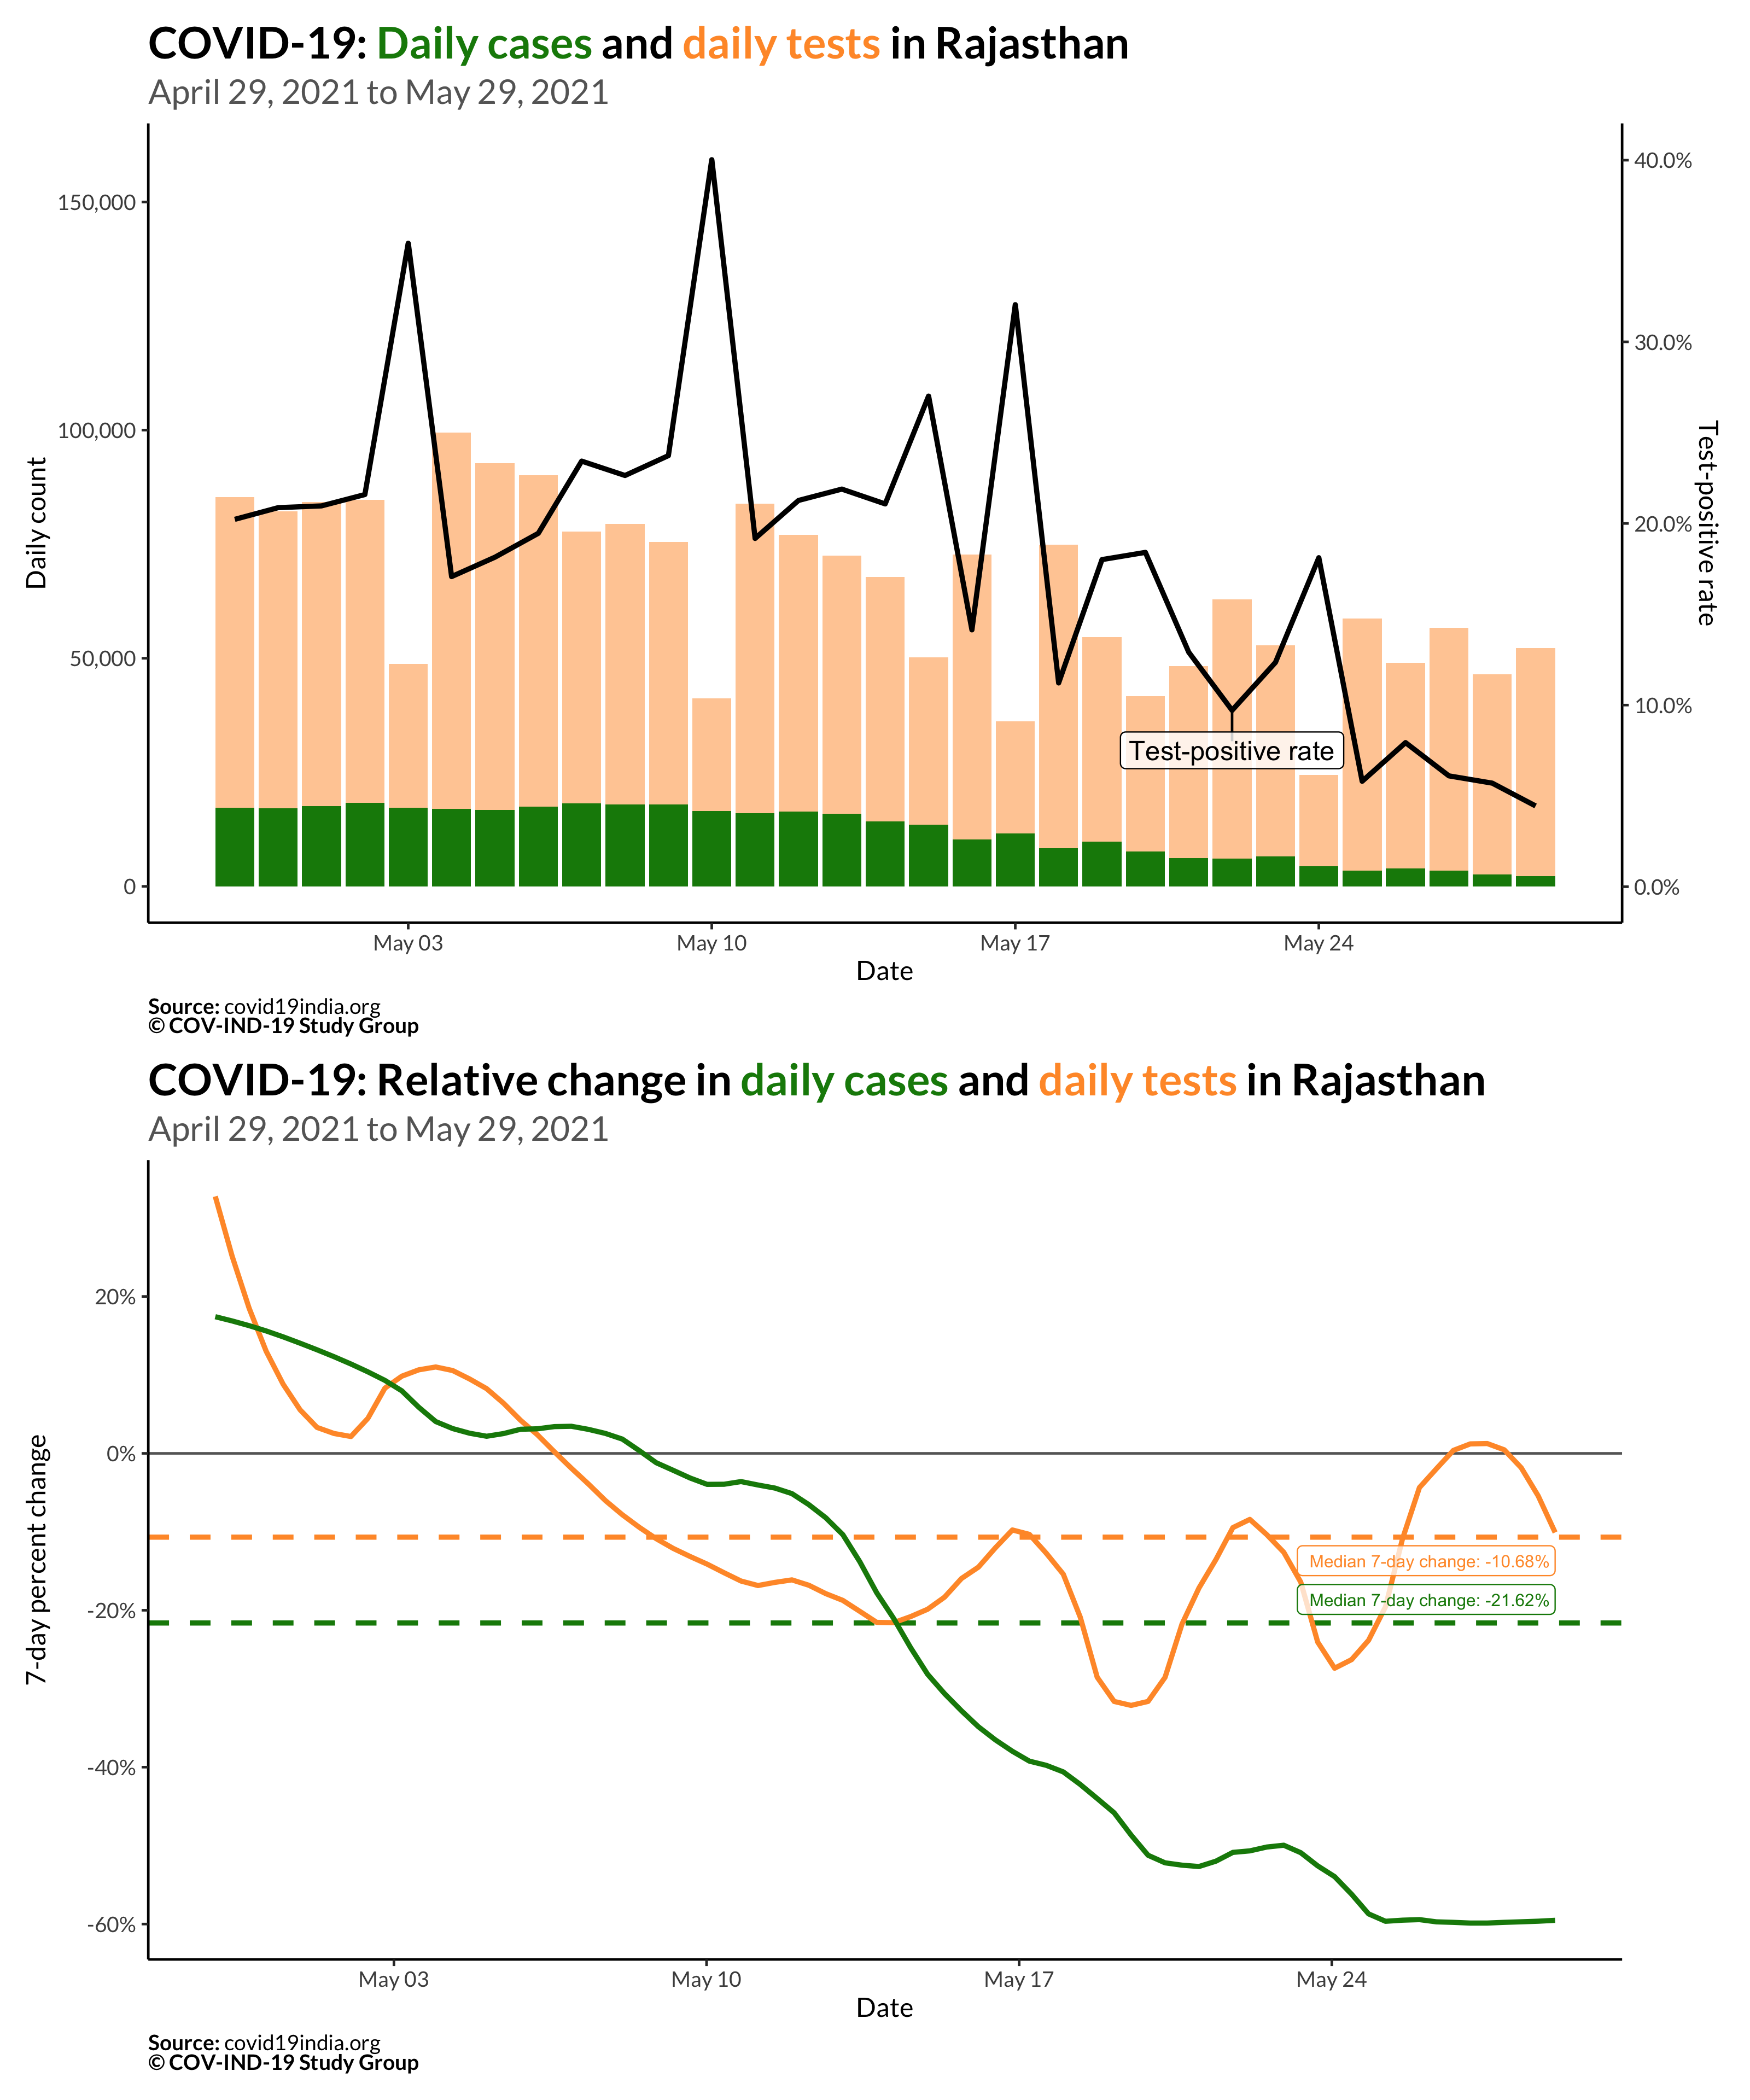 COVID-19: Daily cases and daily tests in Rajasthan
April 29, 2021 to May 29, 2021
Daily count
150,000
100,000
50,000
0
40.0%
30.0%
20.0%
10.0%
0.0%
Test-positive rate
Test-positive rate
May 03
May 10
May 17
May 24
Date
Source: covid19india.org
© COV-IND-19 Study Group
COVID-19: Relative change in daily cases and daily tests in Rajasthan
April 29, 2021 to May 29, 2021
7-day percent change
20%
0%
-20%
-40%
-60%
Median 7-day change: -10.68%
Median 7-day change: -21.62%
May 03
May 10
May 17
May 24
Date
Source: covid19india.org
© COV-IND-19 Study Group